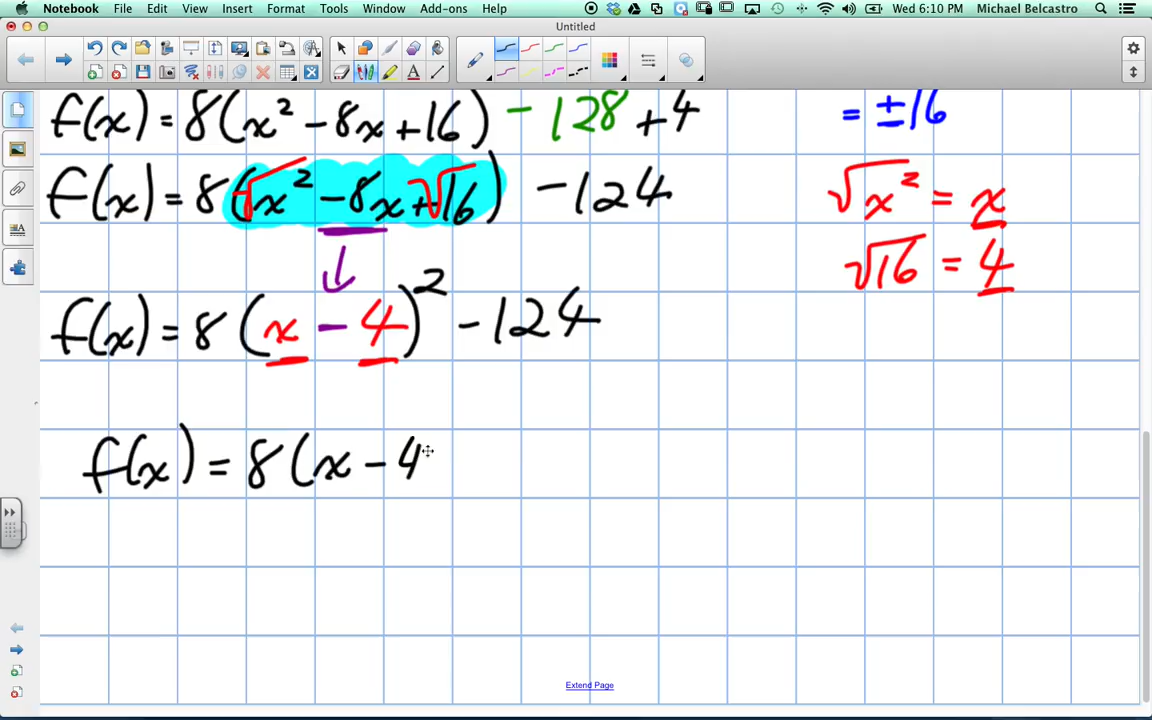 Notebook File Edit View Insert Format Tools Window Add-ons Help Wed 6:10 PM Michael Belcastro
Untitled
f(x) = 8(x² - 8x + 16) - 128 + 4
= ±16
f(x) = 8(√x² - 8x + √16) - 124
√x² = x
√16 = 4
f(x) = 8(x - 4)² - 124
f(x) = 8(x - 4
Extend Page